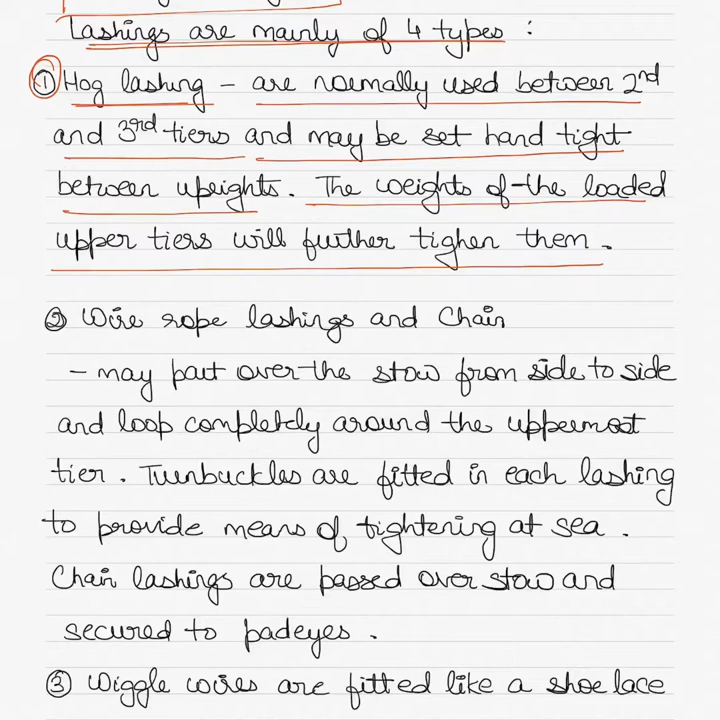 Lashings are mainly of 4 types :
① Hog lashing - are normally used between 2nd
and 3rd tiers and may be set hand tight
between uprights. The weights of the loaded
upper tiers will further tighen them.
② Wire rope lashings and Chain
- may part over the stow from side to side
and loop completely around the uppermost
tier. Turnbuckles are fitted in each lashing
to provide means of tightening at sea.
Chain lashings are passed over stow and
secured to padeyes.
③ Wiggle wires are fitted like a shoe lace